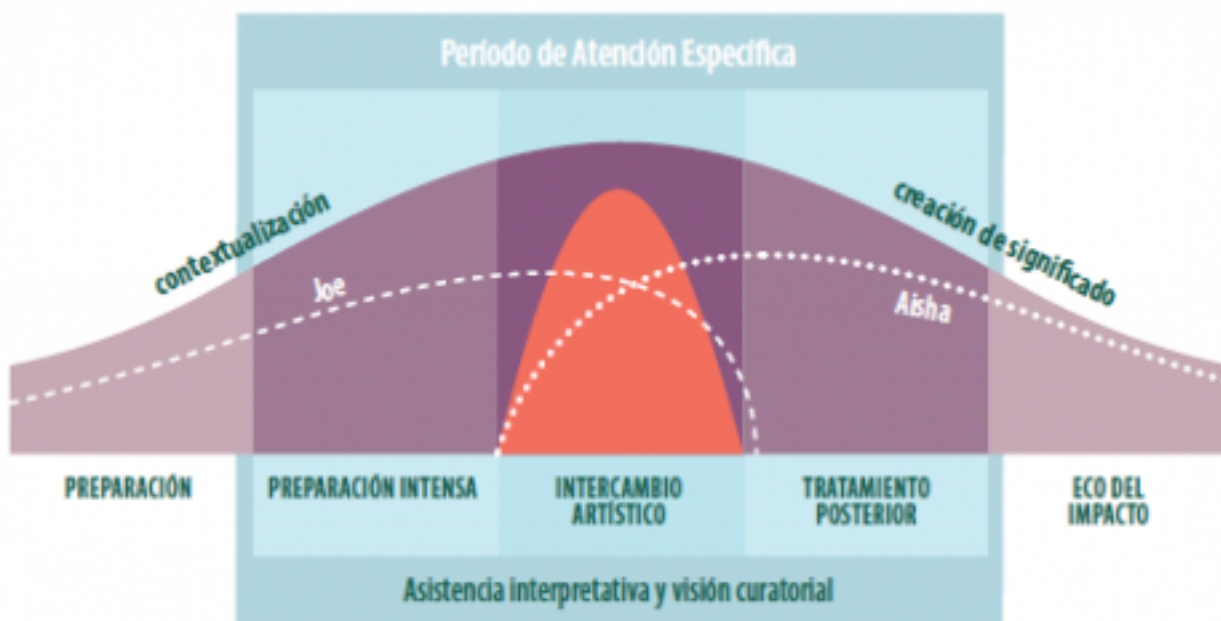 Período de Atención Específica
contextualización
creación de significado
Joe
Aisha
PREPARACIÓN
PREPARACIÓN INTENSA
INTERCAMBIO
ARTÍSTICO
TRATAMIENTO
POSTERIOR
ECO DEL
IMPACTO
Asistencia interpretativa y visión curatorial